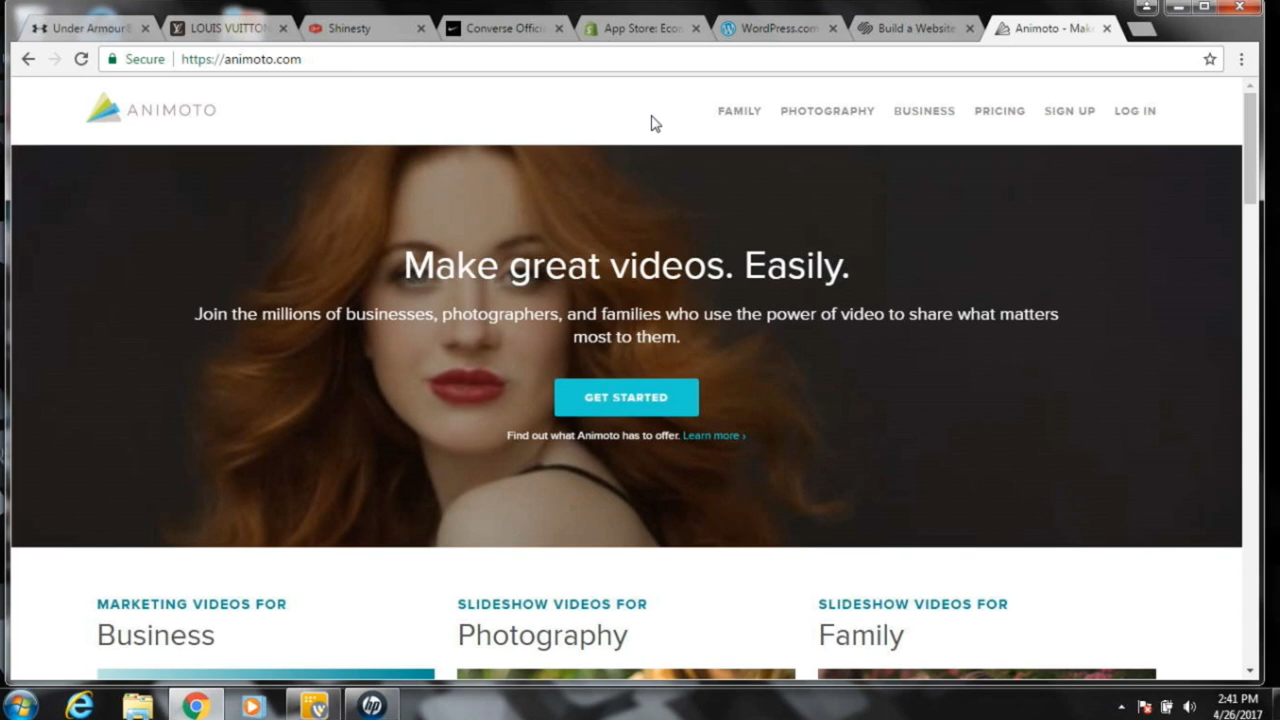 Under Armour®
LOUIS VUITTON
Shinesty
Converse Offici
App Store: Econ
WordPress.com
Build a Website
Animoto - Mak
Secure
https://animoto.com
ANIMOTO
FAMILY
PHOTOGRAPHY
BUSINESS
PRICING
SIGN UP
LOG IN
Make great videos. Easily.
Join the millions of businesses, photographers, and families who use the power of video to share what matters
most to them.
GET STARTED
Find out what Animoto has to offer. Learn more ›
MARKETING VIDEOS FOR
Business
SLIDESHOW VIDEOS FOR
Photography
SLIDESHOW VIDEOS FOR
Family
hp
2:41 PM
4/26/2017